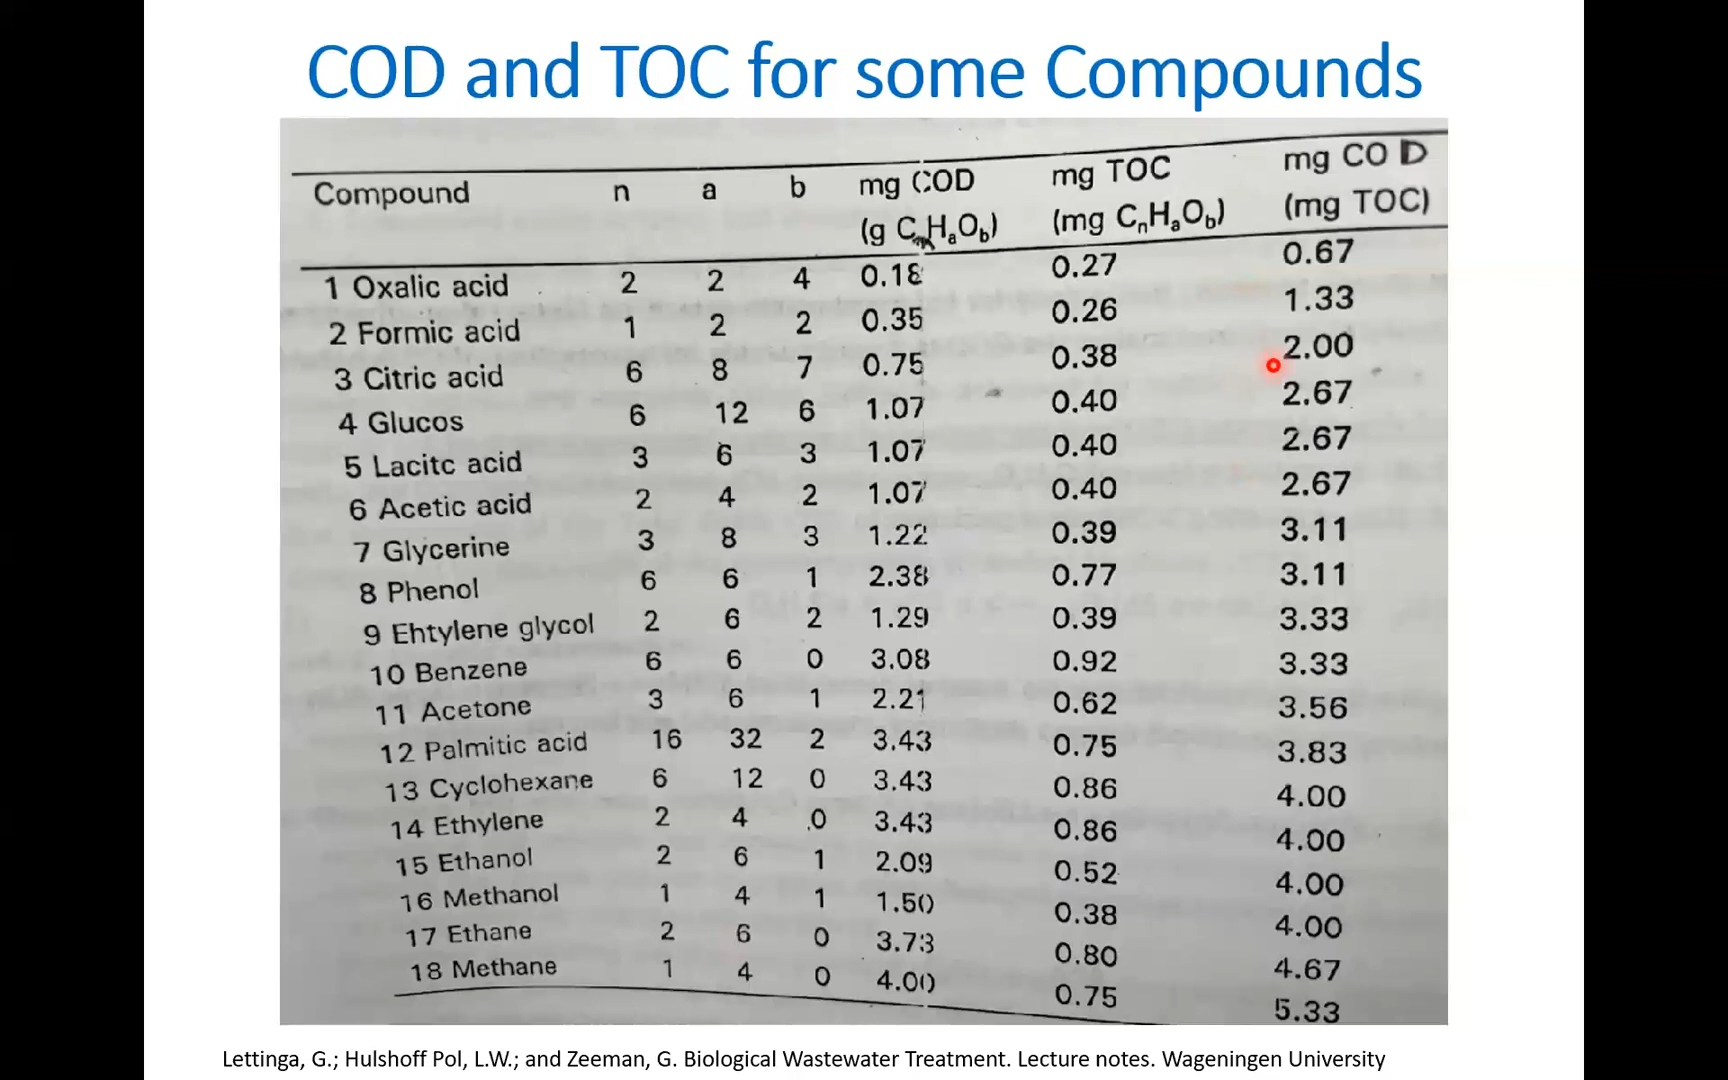 COD and TOC for some Compounds
Compound n a b mg COD mg TOC mg COD
(g CnHaOb) (mg CnHaOb) (mg TOC)
1 Oxalic acid 2 2 4 0.18 0.27 0.67
2 Formic acid 1 2 2 0.35 0.26 1.33
3 Citric acid 6 8 7 0.75 0.38 2.00
4 Glucos 6 12 6 1.07 0.40 2.67
5 Lacitc acid 3 6 3 1.07 0.40 2.67
6 Acetic acid 2 4 2 1.07 0.40 2.67
7 Glycerine 3 8 3 1.22 0.39 3.11
8 Phenol 6 6 1 2.38 0.77 3.11
9 Ehtylene glycol 2 6 2 1.29 0.39 3.33
10 Benzene 6 6 0 3.08 0.92 3.33
11 Acetone 3 6 1 2.21 0.62 3.56
12 Palmitic acid 16 32 2 3.43 0.75 3.83
13 Cyclohexane 6 12 0 3.43 0.86 4.00
14 Ethylene 2 4 0 3.43 0.86 4.00
15 Ethanol 2 6 1 2.09 0.52 4.00
16 Methanol 1 4 1 1.50 0.38 4.00
17 Ethane 2 6 0 3.73 0.80 4.67
18 Methane 1 4 0 4.00 0.75 5.33
Lettinga, G.; Hulshoff Pol, L.W.; and Zeeman, G. Biological Wastewater Treatment. Lecture notes. Wageningen University